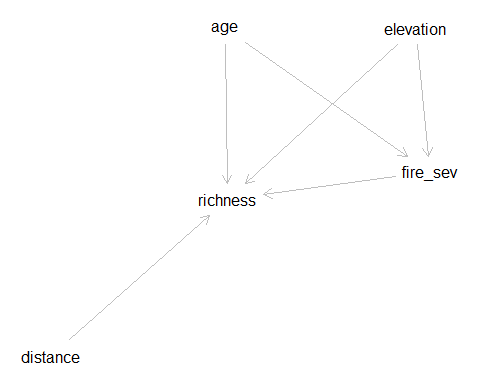 age
elevation
fire_sev
richness
distance